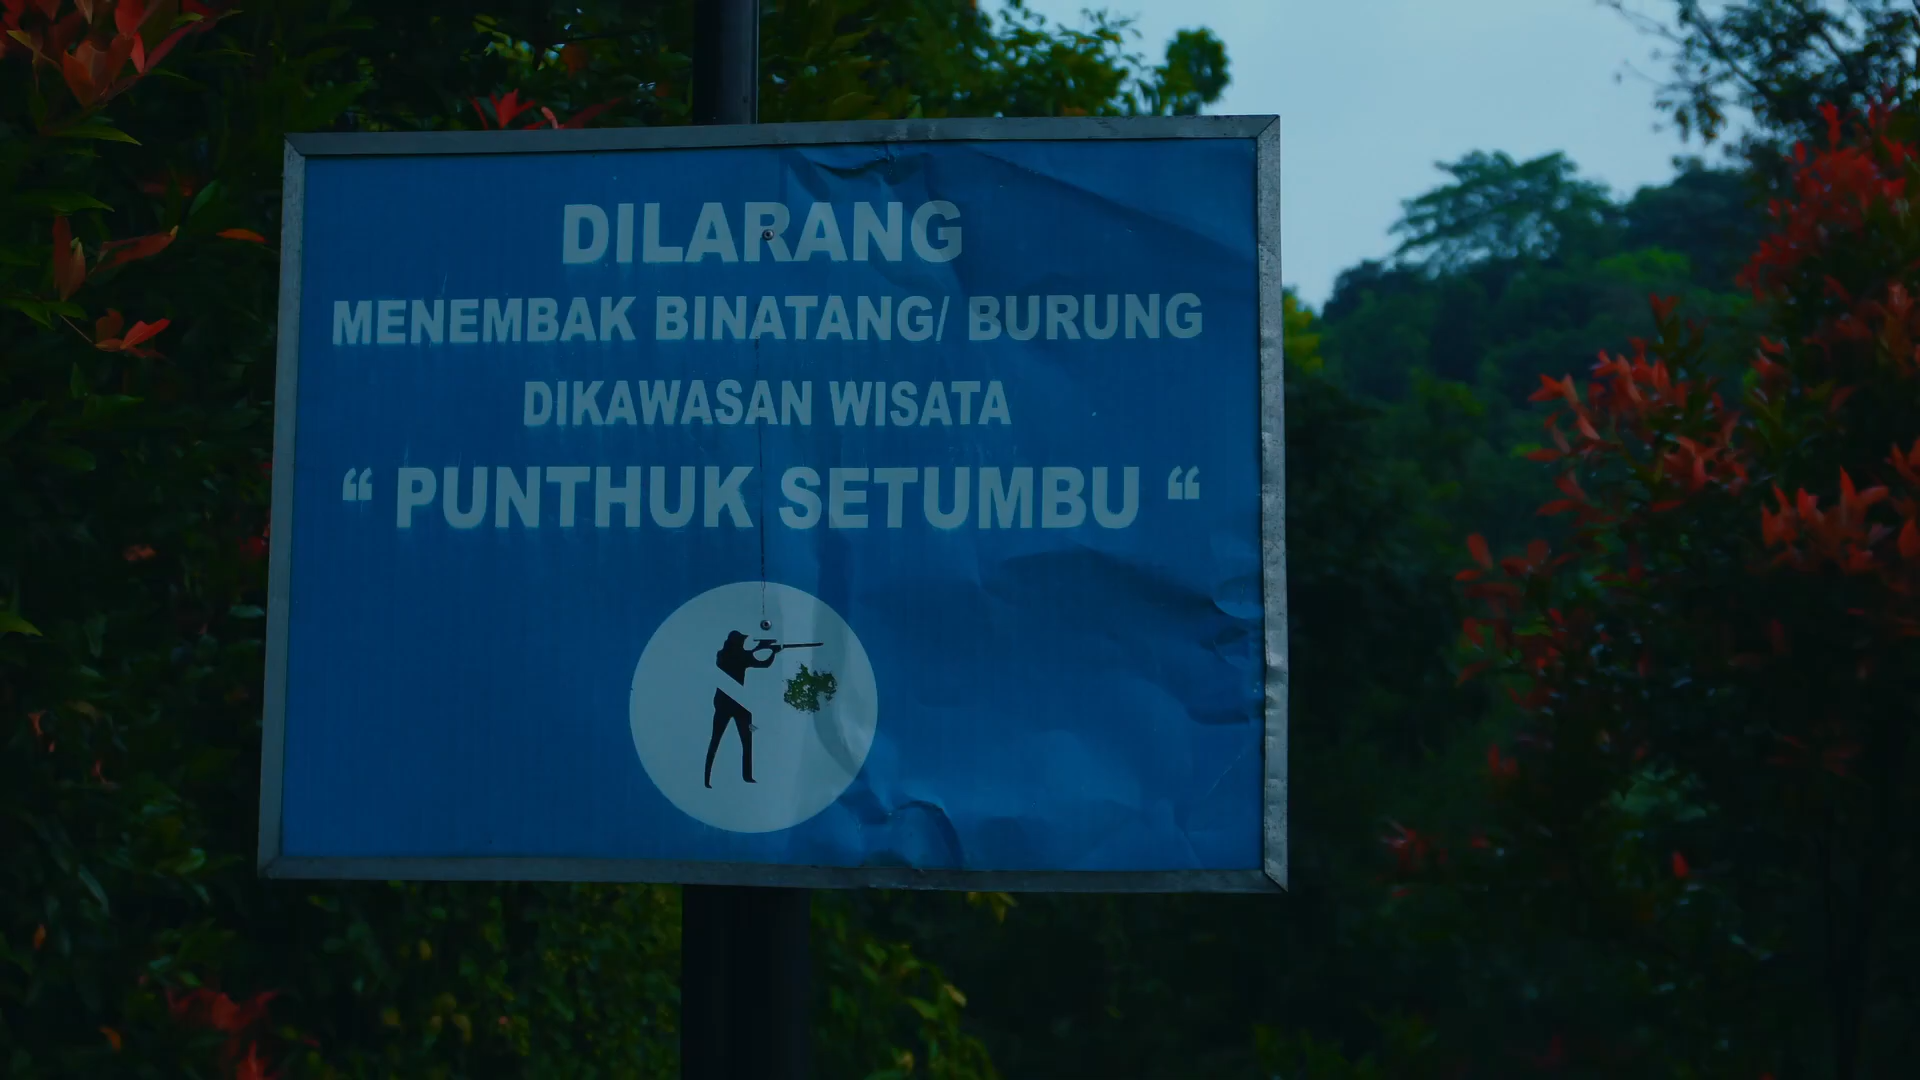 DILARANG
MENEMBAK BINATANG/ BURUNG
DIKAWASAN WISATA
“ PUNTHUK SETUMBU “